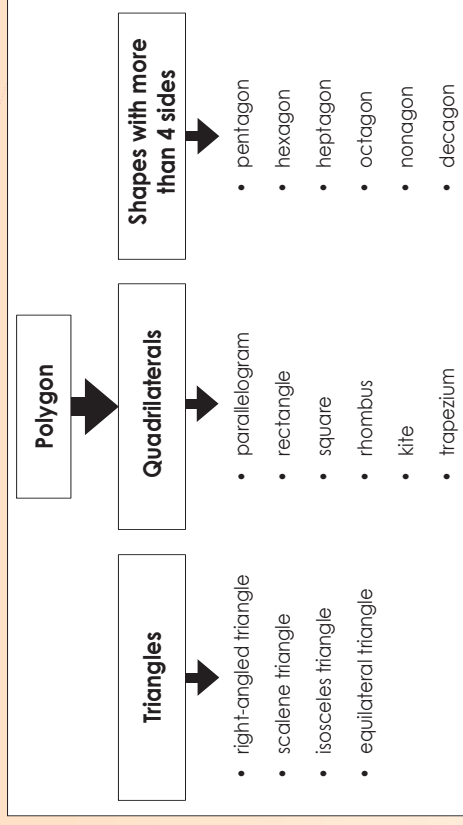 Polygon
Triangles
• right-angled triangle
• scalene triangle
• isosceles triangle
• equilateral triangle
Quadrilaterals
• parallelogram
• rectangle
• square
• rhombus
• kite
• trapezium
Shapes with more
than 4 sides
• pentagon
• hexagon
• heptagon
• octagon
• nonagon
• decagon